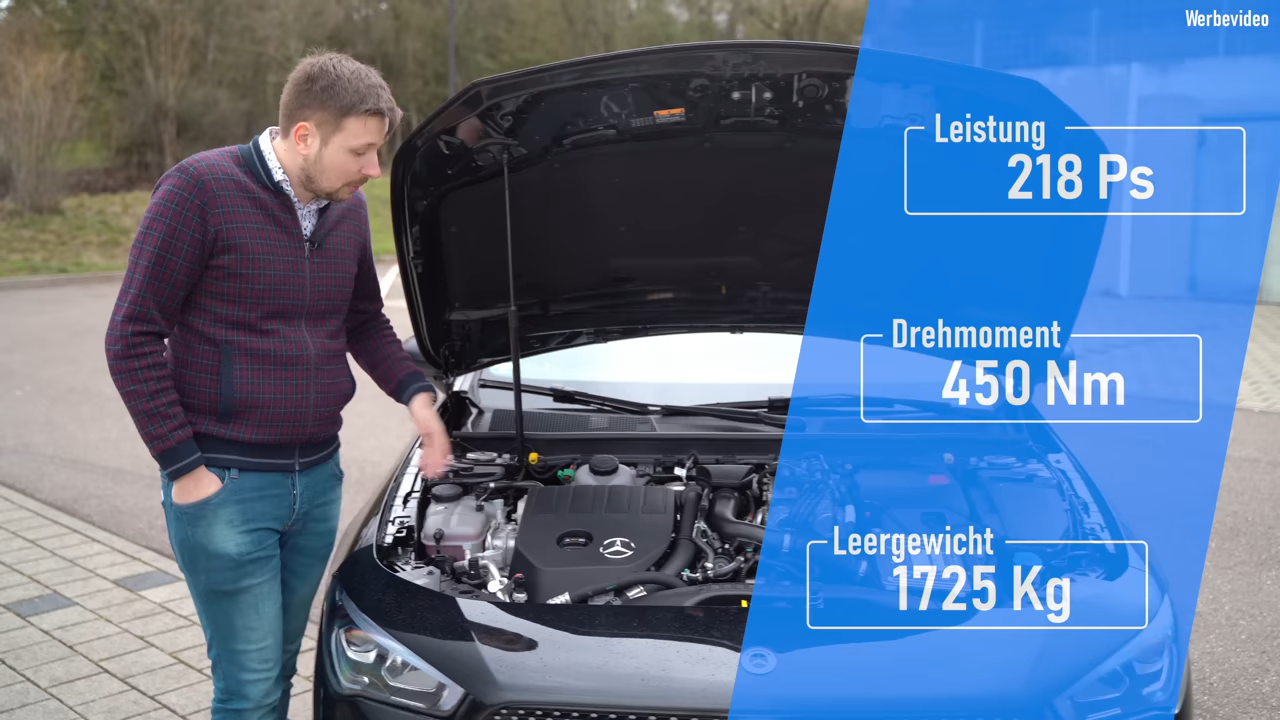 Werbevideo
Leistung
218 Ps
Drehmoment
450 Nm
Leergewicht
1725 Kg